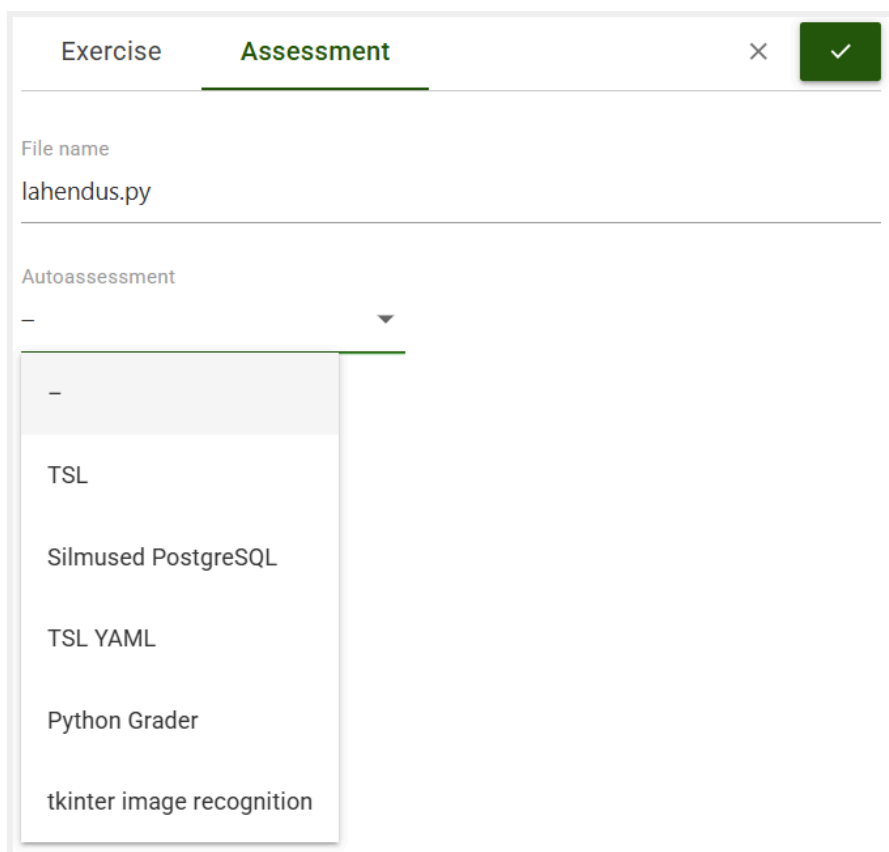 Exercise Assessment
File name
lahendus.py
Autoassessment
–
–
TSL
Silmused PostgreSQL
TSL YAML
Python Grader
tkinter image recognition